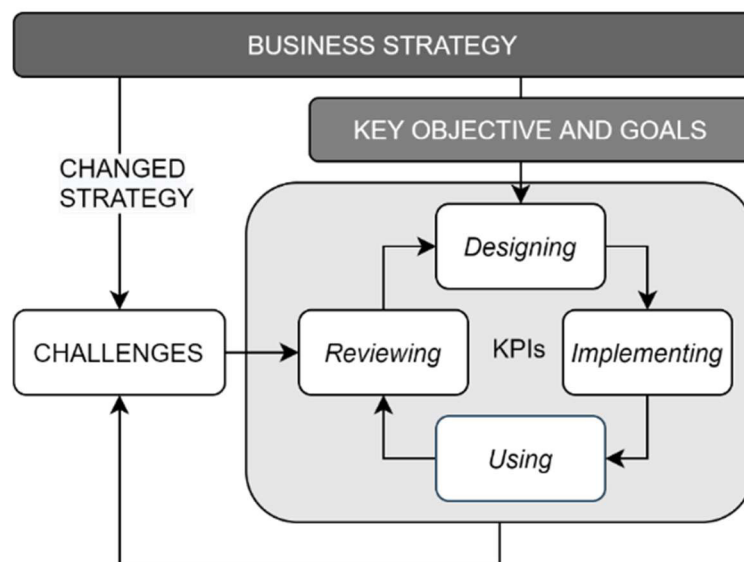 BUSINESS STRATEGY
KEY OBJECTIVE AND GOALS
CHANGED
STRATEGY
Designing
CHALLENGES
Reviewing
KPIs
Implementing
Using